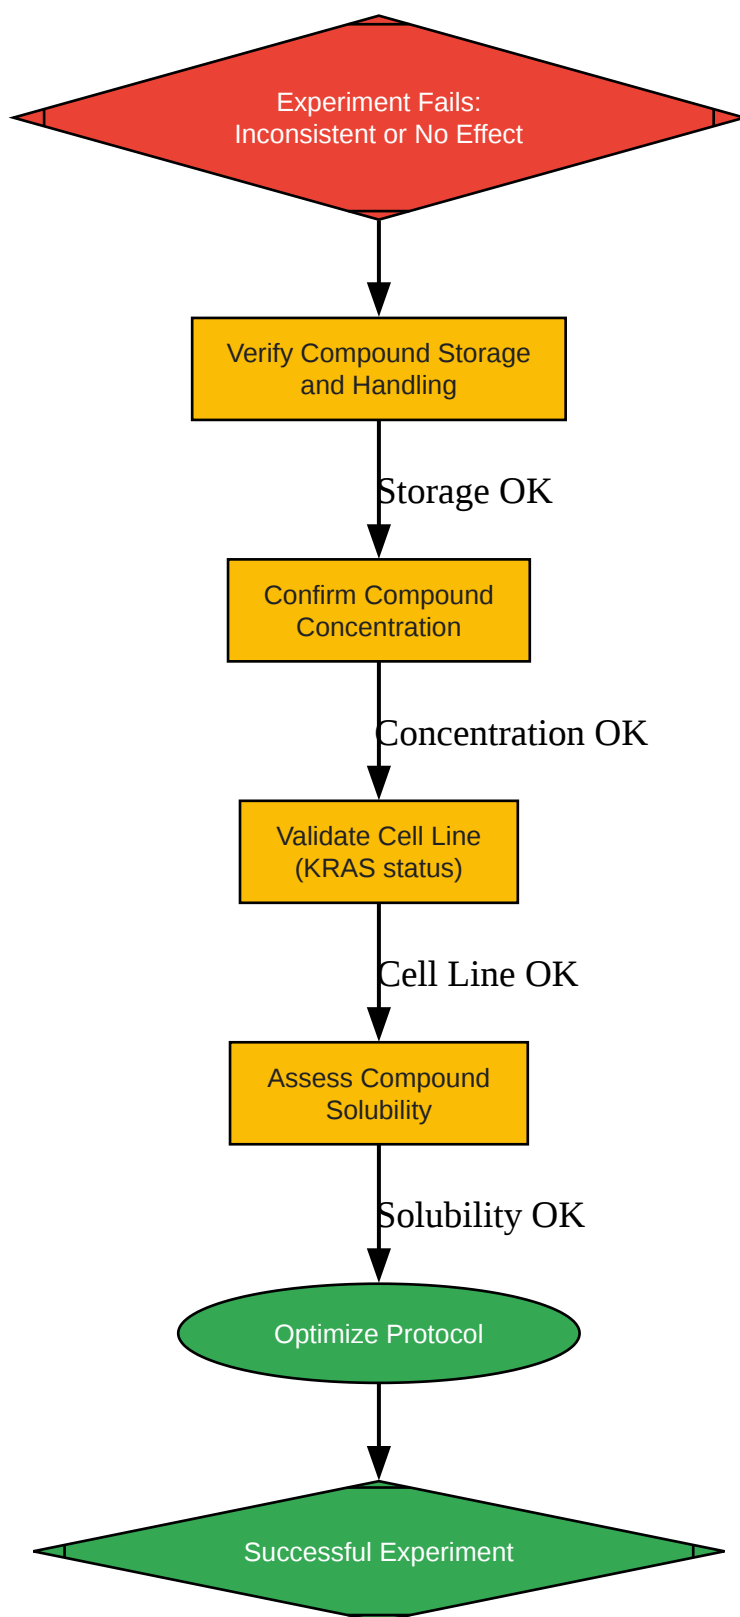 Experiment Fails:
Inconsistent or No Effect
Verify Compound Storage
and Handling
Storage OK
Confirm Compound
Concentration
Concentration OK
Validate Cell Line
(KRAS status)
Cell Line OK
Assess Compound
Solubility
Solubility OK
Optimize Protocol
Successful Experiment